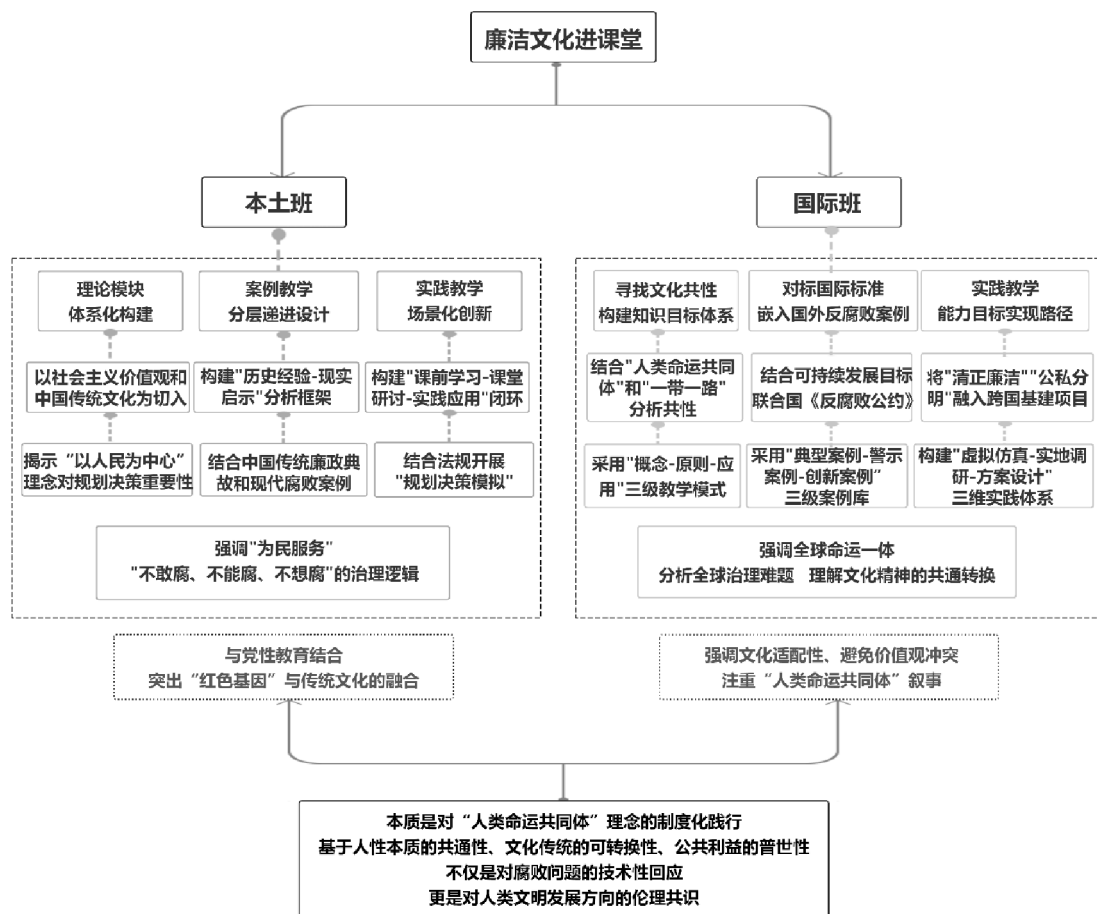 廉洁文化进课堂
本土班
国际班
理论模块
体系化构建
案例教学
分层递进设计
实践教学
场景化创新
寻找文化共性
构建知识目标体系
对标国际标准
嵌入国外反腐败案例
实践教学
能力目标实现路径
以社会主义价值观和
中国传统文化为切入
构建"历史经验-现实
启示"分析框架
构建"课前学习-课堂
研讨-实践应用"闭环
结合"人类命运共同
体"和"一带一路"
分析共性
结合可持续发展目标
联合国《反腐败公约》
将"清正廉洁""公私分
明"融入跨国基建项目
揭示“以人民为中心”
理念对规划决策重要性
结合中国传统廉政典
故和现代腐败案例
结合法规开展
"规划决策模拟"
采用"概念-原则-应
用"三级教学模式
采用"典型案例-警示
案例-创新案例”
三级案例库
构建"虚拟仿真-实地调
研-方案设计"
三维实践体系
强调"为民服务"
"不敢腐、不能腐、不想腐"的治理逻辑
强调全球命运一体
分析全球治理难题 理解文化精神的共通转换
与党性教育结合
突出“红色基因”与传统文化的融合
强调文化适配性、避免价值观冲突
注重“人类命运共同体”叙事
本质是对“人类命运共同体”理念的制度化践行
基于人性本质的共通性、文化传统的可转换性、公共利益的普世性
不仅是对腐败问题的技术性回应
更是对人类文明发展方向的伦理共识